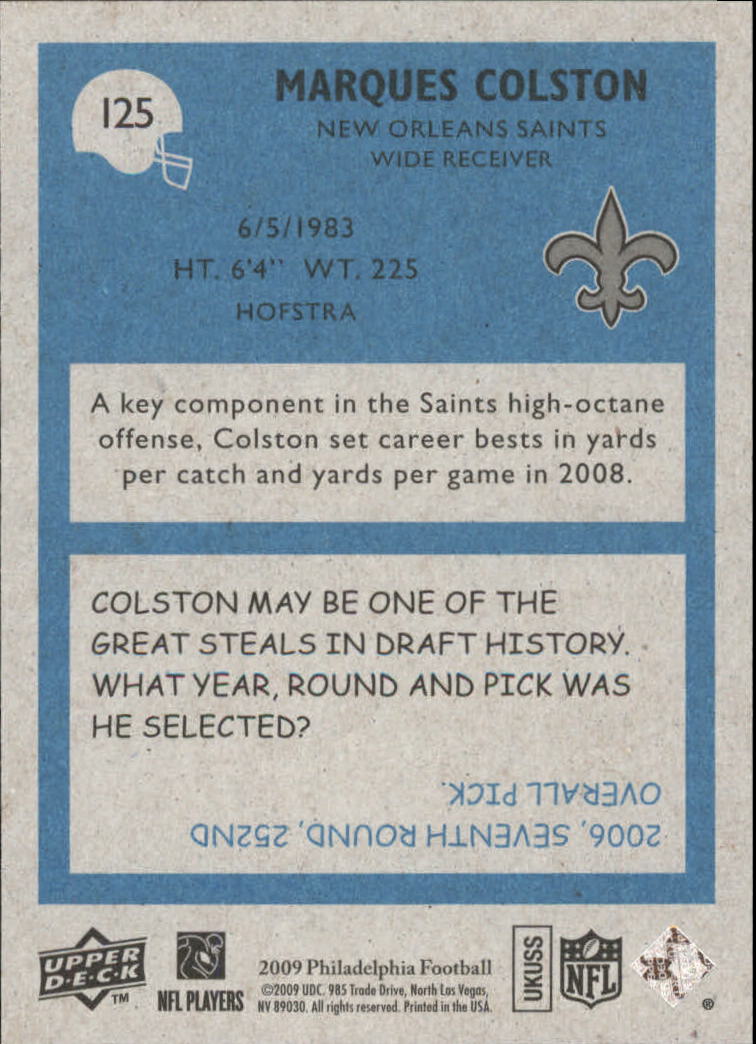 125
MARQUES COLSTON
NEW ORLEANS SAINTS
WIDE RECEIVER
6/5/1983
HT. 6'4" WT. 225
HOFSTRA
A key component in the Saints high-octane
offense, Colston set career bests in yards
per catch and yards per game in 2008.
COLSTON MAY BE ONE OF THE
GREAT STEALS IN DRAFT HISTORY.
WHAT YEAR, ROUND AND PICK WAS
HE SELECTED?
2006, SEVENTH ROUND, 252ND
OVERALL PICK.
UPPER
D·E·C·K
TM
NFL PLAYERS
2009 Philadelphia Football
©2009 UDC. 985 Trade Drive, North Las Vegas,
NV 89030. All rights reserved. Printed in the USA.
UKUSS
NFL
®